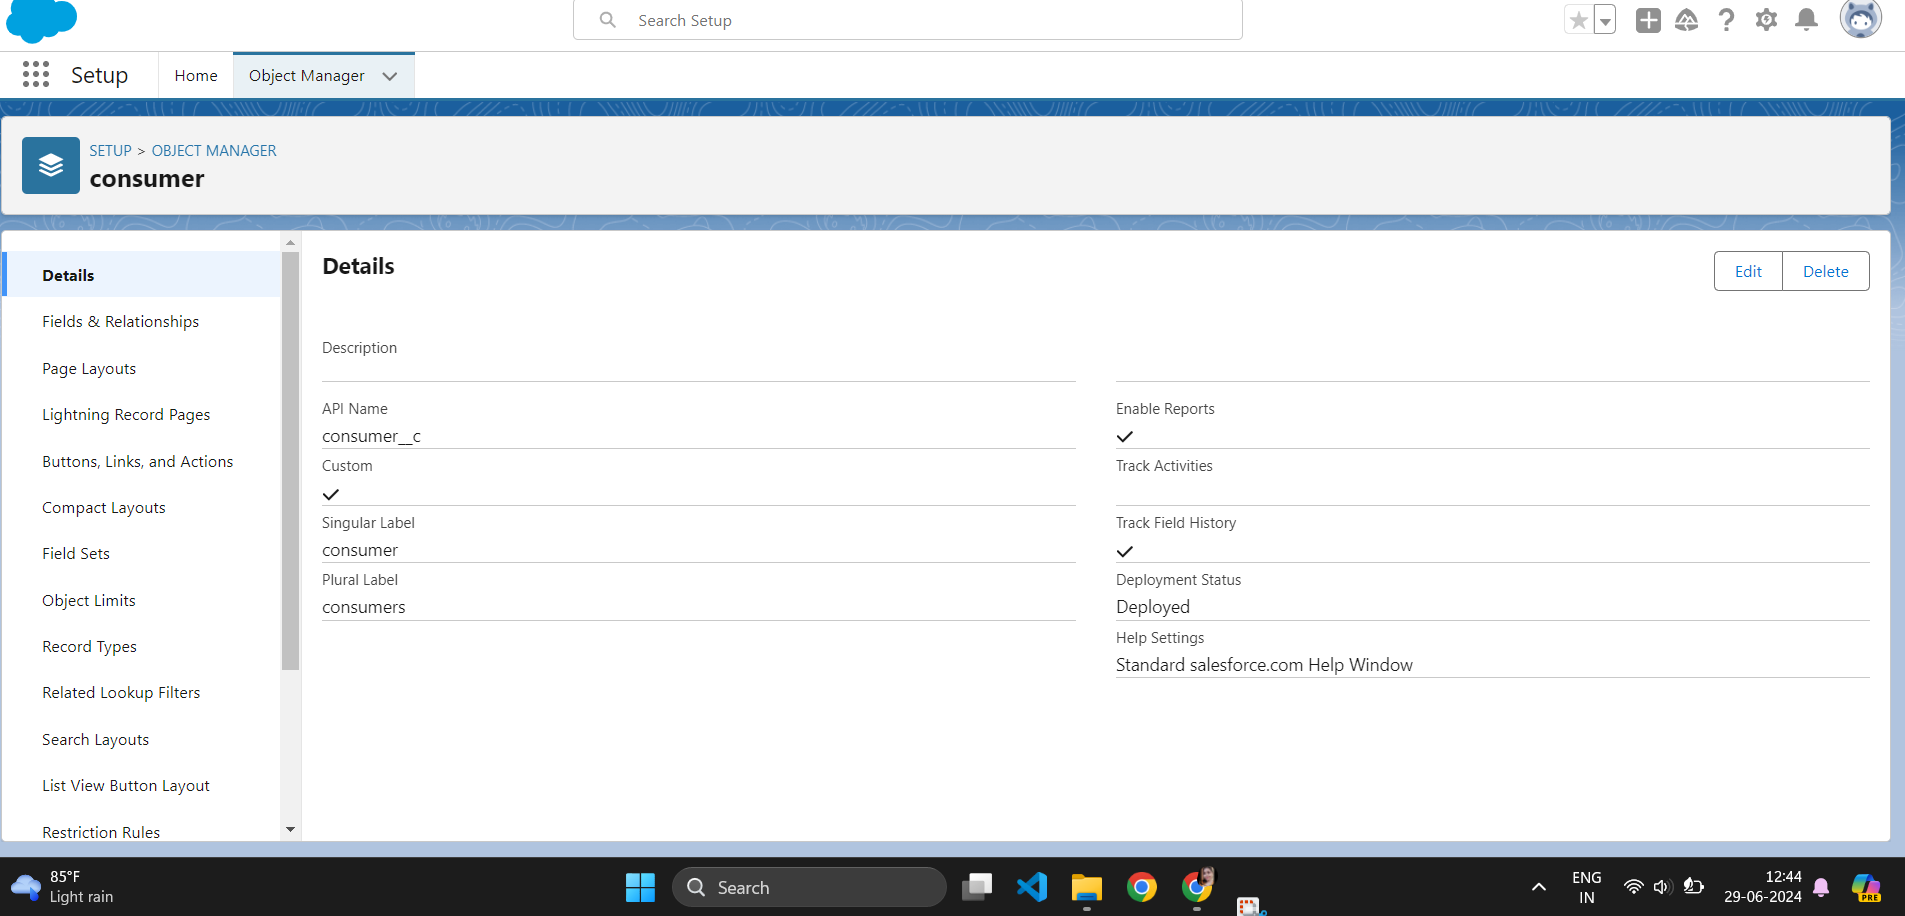 Search Setup
Setup
Home
Object Manager
SETUP > OBJECT MANAGER
consumer
Details
Fields & Relationships
Page Layouts
Lightning Record Pages
Buttons, Links, and Actions
Compact Layouts
Field Sets
Object Limits
Record Types
Related Lookup Filters
Search Layouts
List View Button Layout
Restriction Rules
Details
Edit
Delete
Description
API Name
consumer__c
Custom
Singular Label
consumer
Plural Label
consumers
Enable Reports
Track Activities
Track Field History
Deployment Status
Deployed
Help Settings
Standard salesforce.com Help Window
85°F
Light rain
Search
ENG
IN
12:44
29-06-2024
PRE